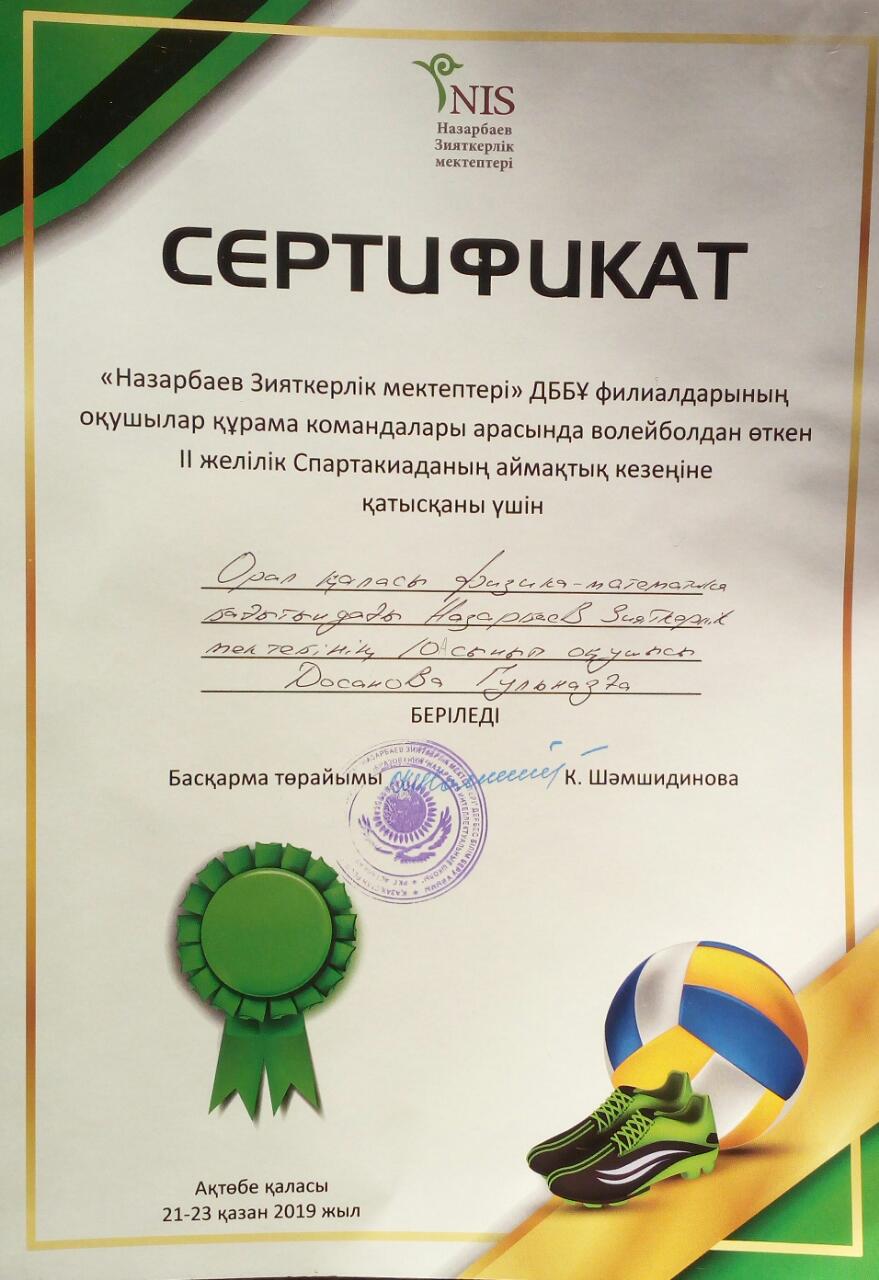 NIS
Назарбаев
Зияткерлік
мектептері
СЕРТИФИКАТ
«Назарбаев Зияткерлік мектептері» ДББҰ филиалдарының
оқушылар құрама командалары арасында волейболдан өткен
II желілік Спартакиаданың аймақтық кезеңіне
қатысқаны үшін
Орал қаласы физика-математика
бағытындағы Назарбаев Зияткерлік
мектебінің 10А сынып оқушысы
Досанова Гульназға
БЕРІЛЕДІ
Басқарма төрайымы К. Шәмшидинова
Ақтөбе қаласы
21-23 қазан 2019 жыл